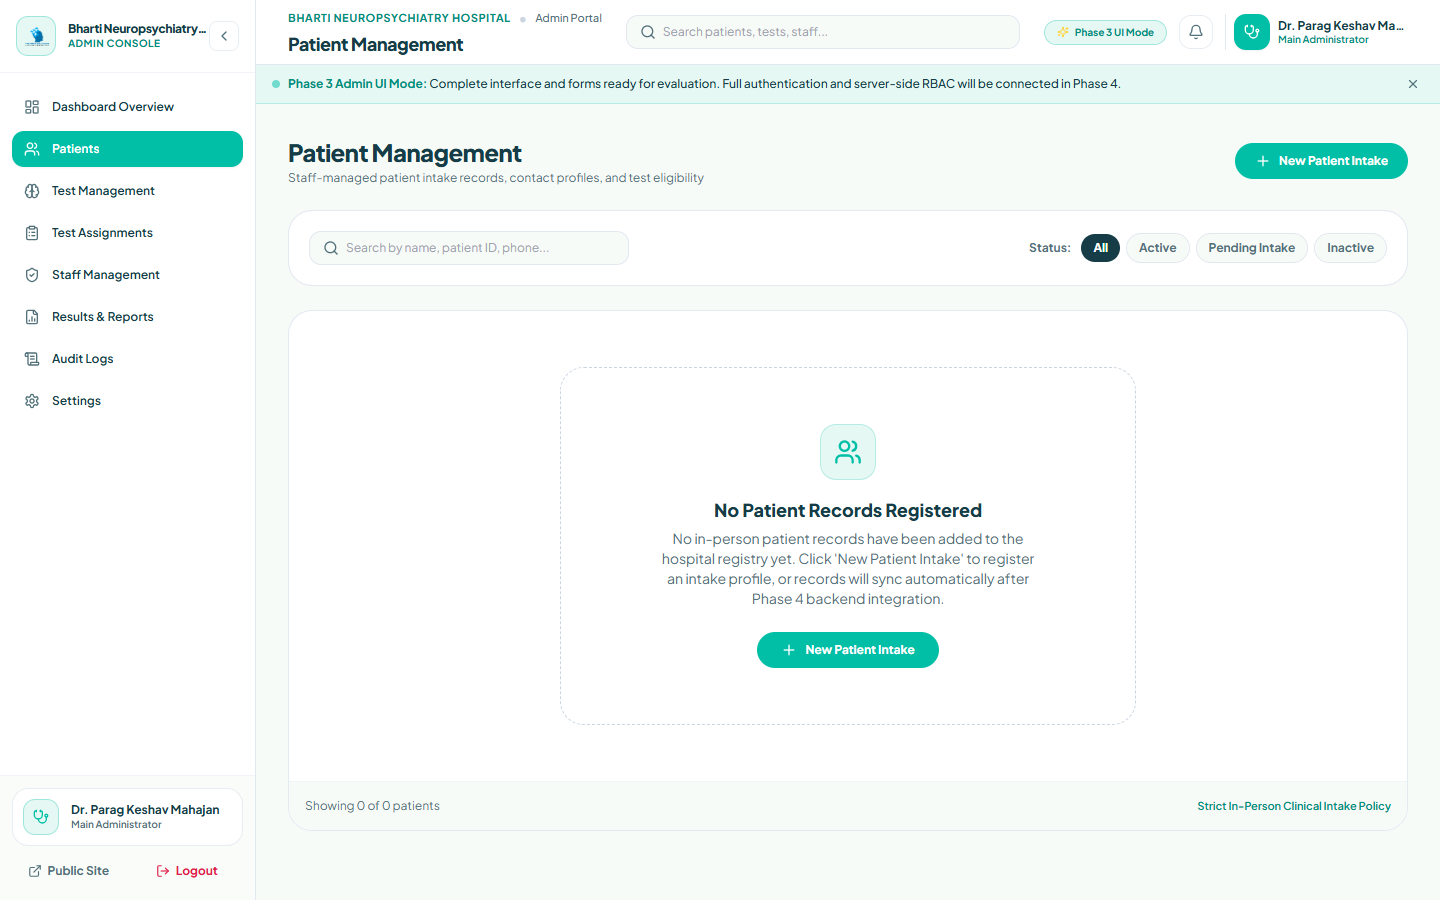 Bharti Neuropsychiatry...
ADMIN CONSOLE
Dashboard Overview
Patients
Test Management
Test Assignments
Staff Management
Results & Reports
Audit Logs
Settings
Dr. Parag Keshav Mahajan
Main Administrator
Public Site
Logout
BHARTI NEUROPSYCHIATRY HOSPITAL
Admin Portal
Patient Management
Search patients, tests, staff...
Phase 3 UI Mode
Dr. Parag Keshav Ma...
Main Administrator
Phase 3 Admin UI Mode: Complete interface and forms ready for evaluation. Full authentication and server-side RBAC will be connected in Phase 4.
Patient Management
Staff-managed patient intake records, contact profiles, and test eligibility
New Patient Intake
Search by name, patient ID, phone...
Status:
All
Active
Pending Intake
Inactive
No Patient Records Registered
No in-person patient records have been added to the
hospital registry yet. Click 'New Patient Intake' to register
an intake profile, or records will sync automatically after
Phase 4 backend integration.
New Patient Intake
Showing 0 of 0 patients
Strict In-Person Clinical Intake Policy